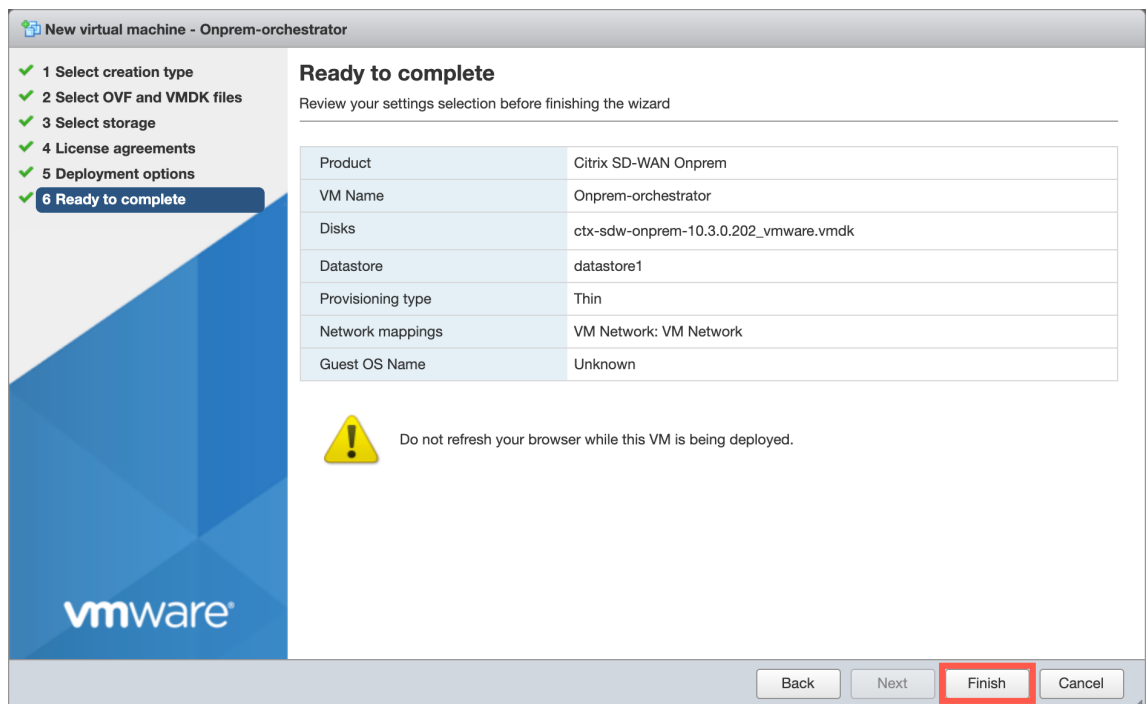 New virtual machine - Onprem-orchestrator
1 Select creation type
2 Select OVF and VMDK files
3 Select storage
4 License agreements
5 Deployment options
6 Ready to complete
Ready to complete
Review your settings selection before finishing the wizard
Product Citrix SD-WAN Onprem
VM Name Onprem-orchestrator
Disks ctx-sdw-onprem-10.3.0.202_vmware.vmdk
Datastore datastore1
Provisioning type Thin
Network mappings VM Network: VM Network
Guest OS Name Unknown
Do not refresh your browser while this VM is being deployed.
vmware®
Back Next Finish Cancel